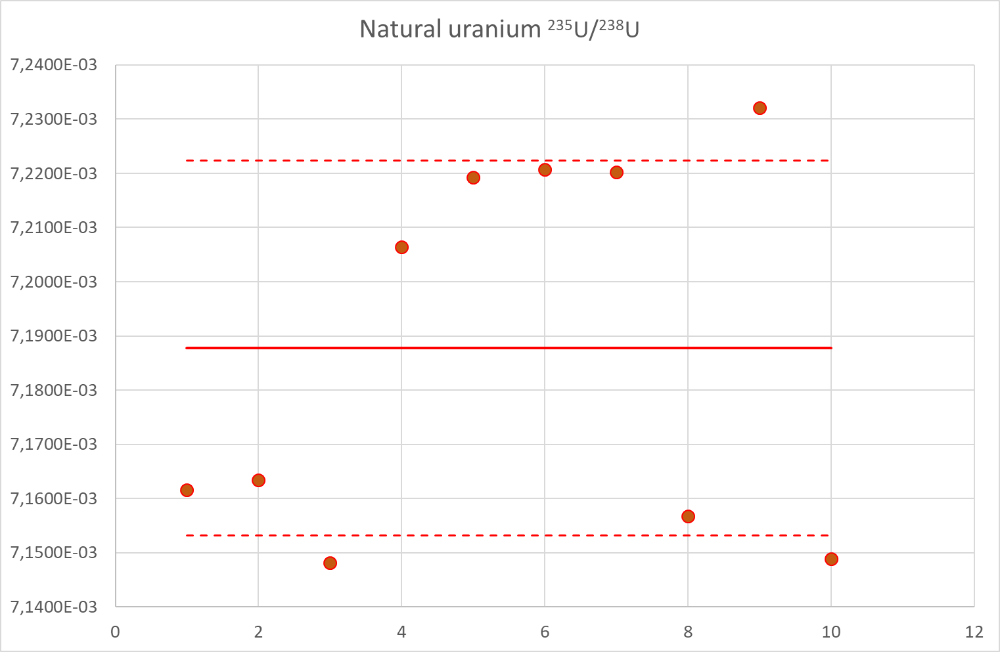 Natural uranium ²³⁵U/²³⁸U
7,2400E-03
7,2300E-03
7,2200E-03
7,2100E-03
7,2000E-03
7,1900E-03
7,1800E-03
7,1700E-03
7,1600E-03
7,1500E-03
7,1400E-03
0 2 4 6 8 10 12